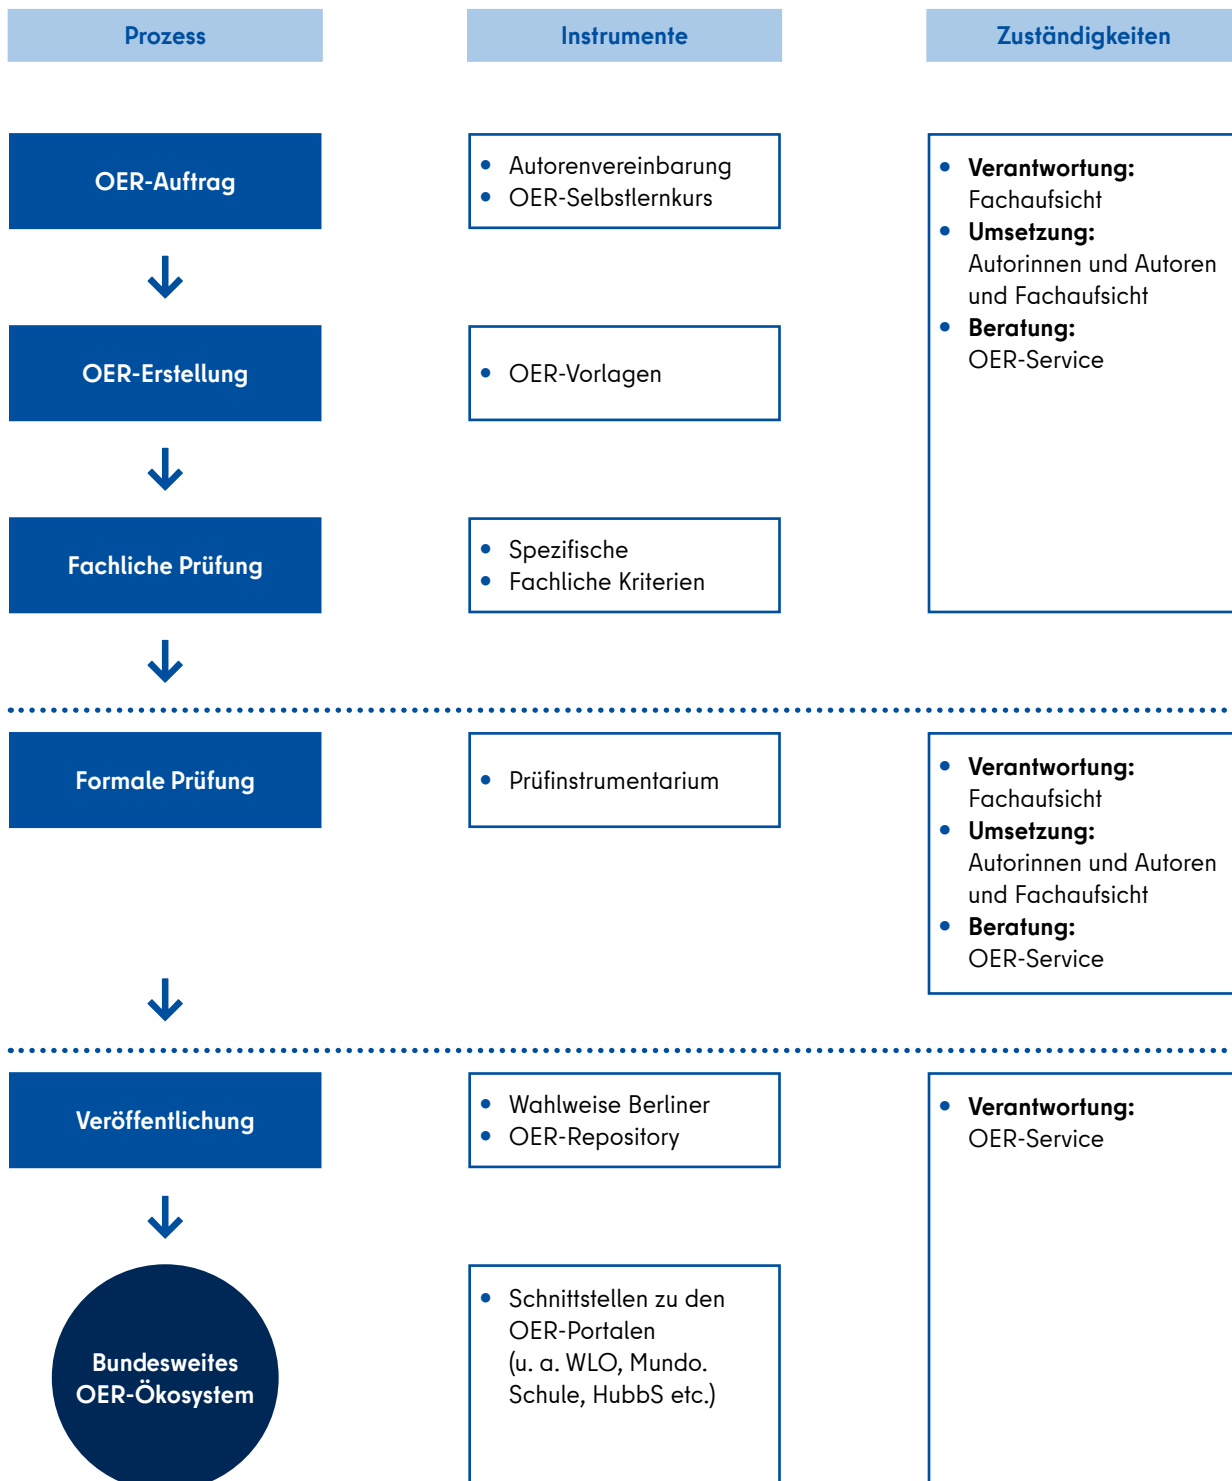 Prozess
Instrumente
Zuständigkeiten
OER-Auftrag
• Autorenvereinbarung
• OER-Selbstlernkurs
• Verantwortung:
Fachaufsicht
• Umsetzung:
Autorinnen und Autoren
und Fachaufsicht
• Beratung:
OER-Service
OER-Erstellung
• OER-Vorlagen
Fachliche Prüfung
• Spezifische
• Fachliche Kriterien
Formale Prüfung
• Prüfinstrumentarium
• Verantwortung:
Fachaufsicht
• Umsetzung:
Autorinnen und Autoren
und Fachaufsicht
• Beratung:
OER-Service
Veröffentlichung
• Wahlweise Berliner
• OER-Repository
• Verantwortung:
OER-Service
Bundesweites
OER-Ökosystem
• Schnittstellen zu den
OER-Portalen
(u. a. WLO, Mundo.
Schule, HubbS etc.)